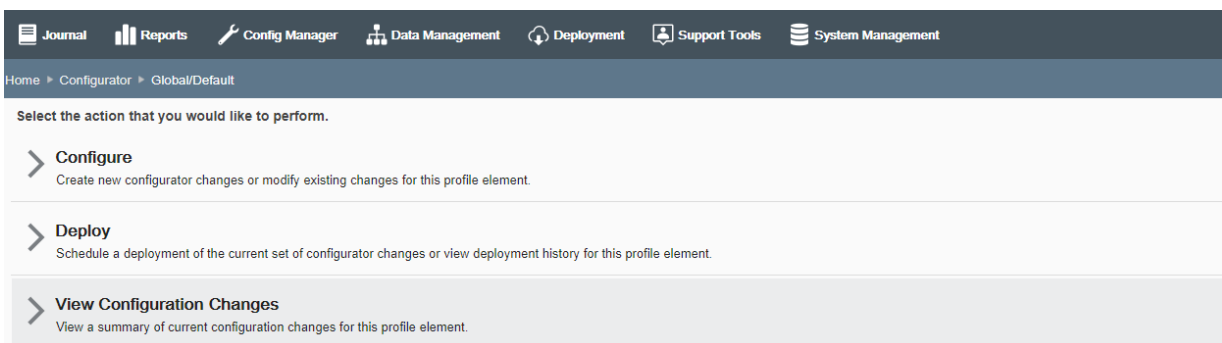 Journal Reports Config Manager Data Management Deployment Support Tools System Management
Home Configurator Global/Default
Select the action that you would like to perform.
Configure
Create new configurator changes or modify existing changes for this profile element.
Deploy
Schedule a deployment of the current set of configurator changes or view deployment history for this profile element.
View Configuration Changes
View a summary of current configuration changes for this profile element.